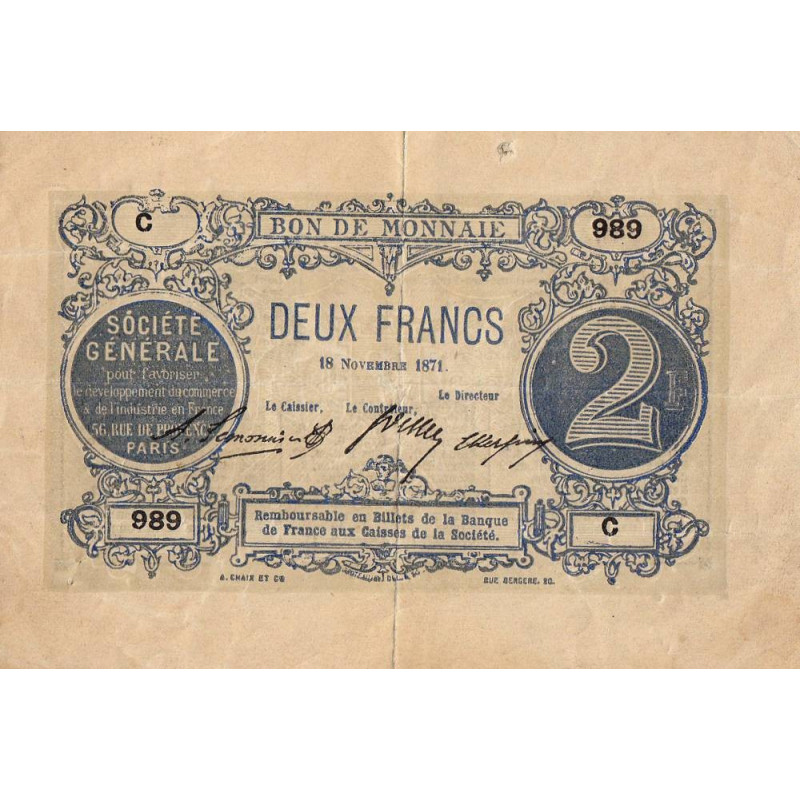 C
989
BON DE MONNAIE
DEUX FRANCS
18 NOVEMBRE 1871.
SOCIÉTÉ
GÉNÉRALE
pour favoriser
le développement du commerce
& de l'industrie en France
56, RUE DE PROVENCE
PARIS
2F
Le Caissier,
Le Contrôleur,
Le Directeur
989
C
Remboursable en Billets de la Banque
de France aux Caisses de la Société.
A. CHAIX ET Cie
RUE BERGERE, 20.